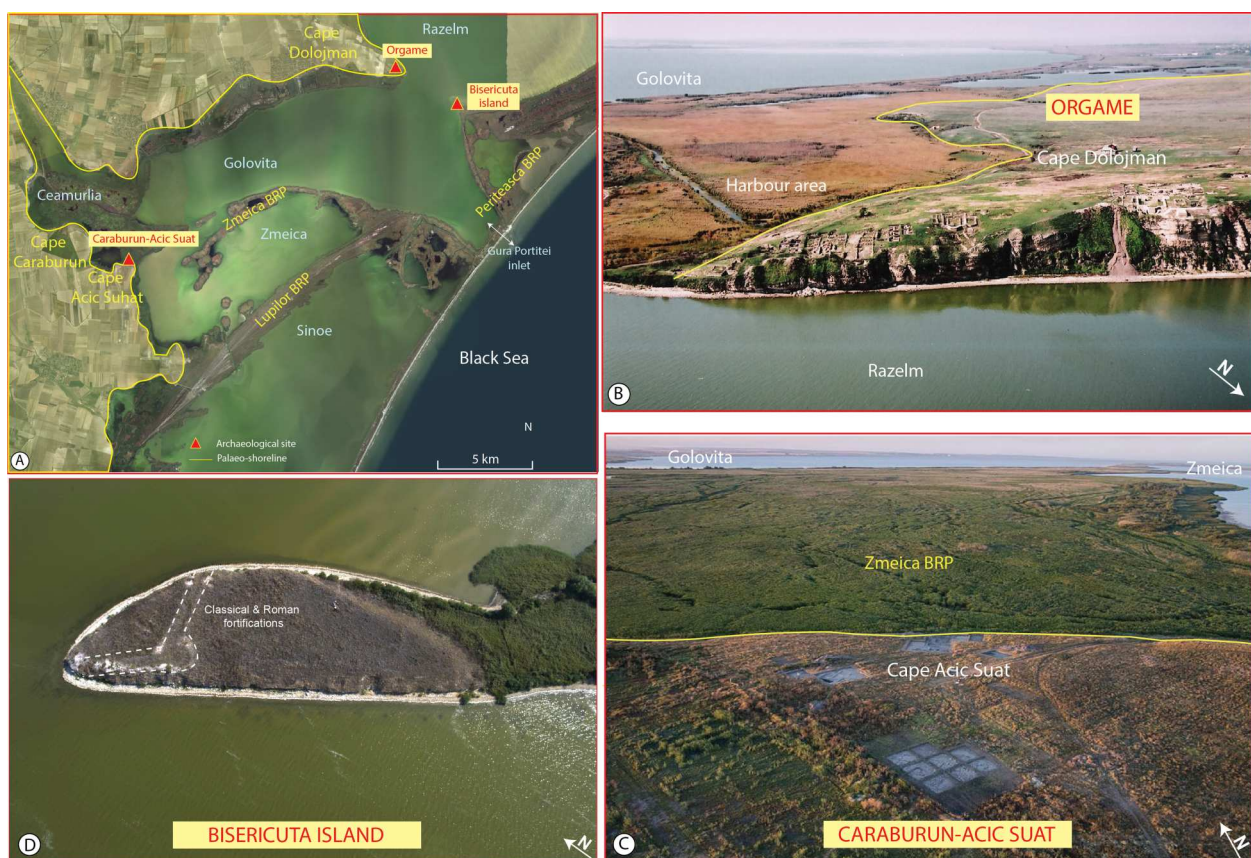 Razelm
Cape
Dolojman
Orgame
Bisericuta
island
Golovita
Ceamurlia
Periteasca BRP
Zmeica BRP
Zmeica
Caraburun-Acic Suat
Cape
Caraburun
Cape
Acic Suhat
Gura Portitei
inlet
Lupilor BRP
Sinoe
Black Sea
N
Archaeological site
Palaeo-shoreline
5 km
A
Golovita
ORGAME
Cape Dolojman
Harbour area
Razelm
N
B
Golovita
Zmeica
Zmeica BRP
Cape Acic Suat
CARABURUN-ACIC SUAT
N
C
Classical & Roman
fortifications
BISERICUTA ISLAND
N
D